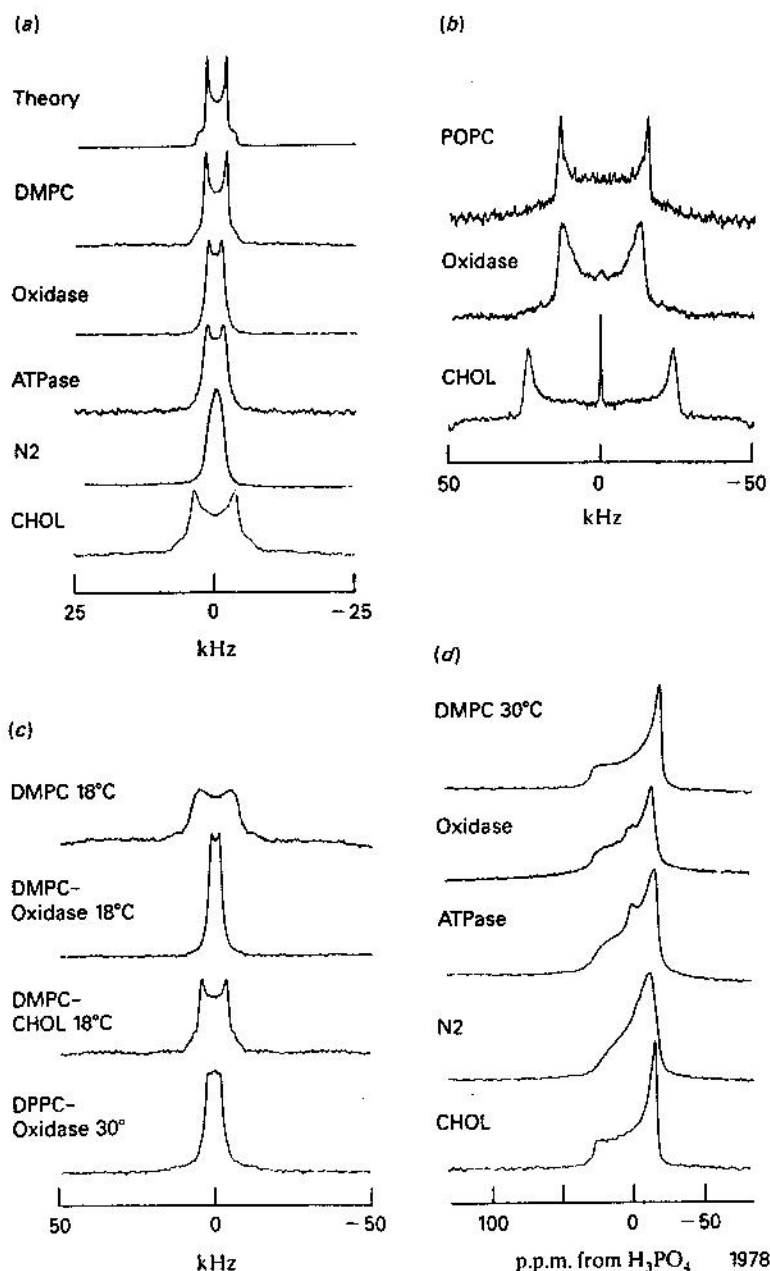 (a)
Theory
DMPC
Oxidase
ATPase
N2
CHOL
25 0 −25
kHz
(b)
POPC
Oxidase
CHOL
50 0 −50
kHz
(c)
DMPC 18°C
DMPC-
Oxidase 18°C
DMPC-
CHOL 18°C
DPPC-
Oxidase 30°
50 0 −50
kHz
(d)
DMPC 30°C
Oxidase
ATPase
N2
CHOL
100 0 −50
p.p.m. from H₃PO₄ 1978